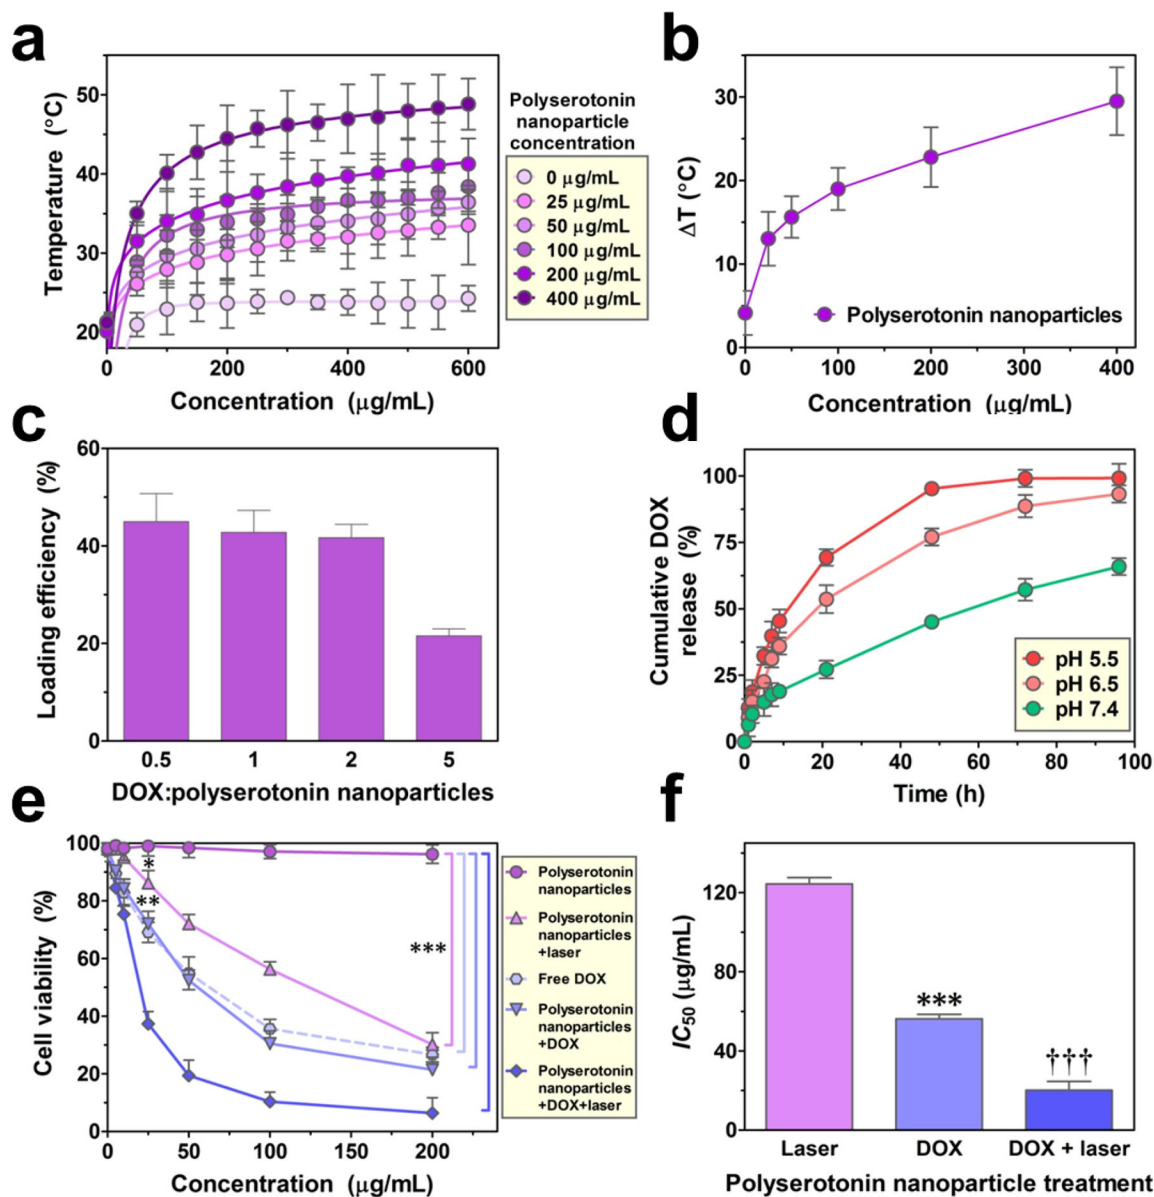 a
50
40
30
20
Temperature (°C)
0 200 400 600
Concentration (μg/mL)
Polyserotonin
nanoparticle
concentration
0 μg/mL
25 μg/mL
50 μg/mL
100 μg/mL
200 μg/mL
400 μg/mL
b
30
20
10
0
ΔT (°C)
Polyserotonin nanoparticles
0 100 200 300 400
Concentration (μg/mL)
c
60
40
20
0
Loading efficiency (%)
0.5 1 2 5
DOX:polyserotonin nanoparticles
d
100
75
50
25
0
Cumulative DOX
release (%)
pH 5.5
pH 6.5
pH 7.4
0 20 40 60 80 100
Time (h)
e
100
80
60
40
20
0
Cell viability (%)
*
**
***
0 50 100 150 200
Concentration (μg/mL)
Polyserotonin
nanoparticles
Polyserotonin
nanoparticles
+laser
Free DOX
Polyserotonin
nanoparticles
+DOX
Polyserotonin
nanoparticles
+DOX+laser
f
120
80
40
0
IC50 (μg/mL)
***
†††
Laser DOX DOX + laser
Polyserotonin nanoparticle treatment